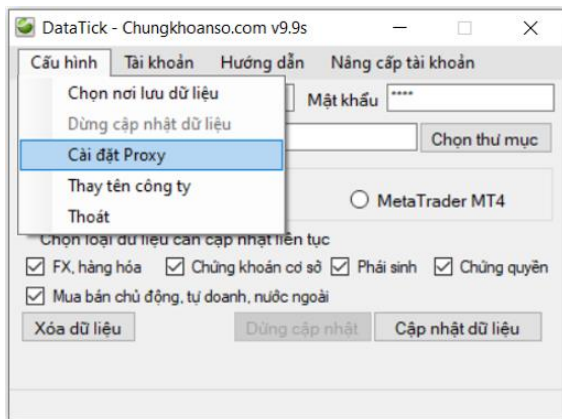 DataTick - Chungkhoanso.com v9.9s
Cấu hình Tài khoản Hướng dẫn Nâng cấp tài khoản
Chọn nơi lưu dữ liệu
Mật khẩu ****
Dừng cập nhật dữ liệu
Chọn thư mục
Cài đặt Proxy
Thay tên công ty
MetaTrader MT4
Thoát
Chọn loại dữ liệu cần cập nhật liên tục
FX, hàng hóa Chứng khoán cơ sở Phái sinh Chứng quyền
Mua bán chủ động, tự doanh, nước ngoài
Xóa dữ liệu Dừng cập nhật Cập nhật dữ liệu